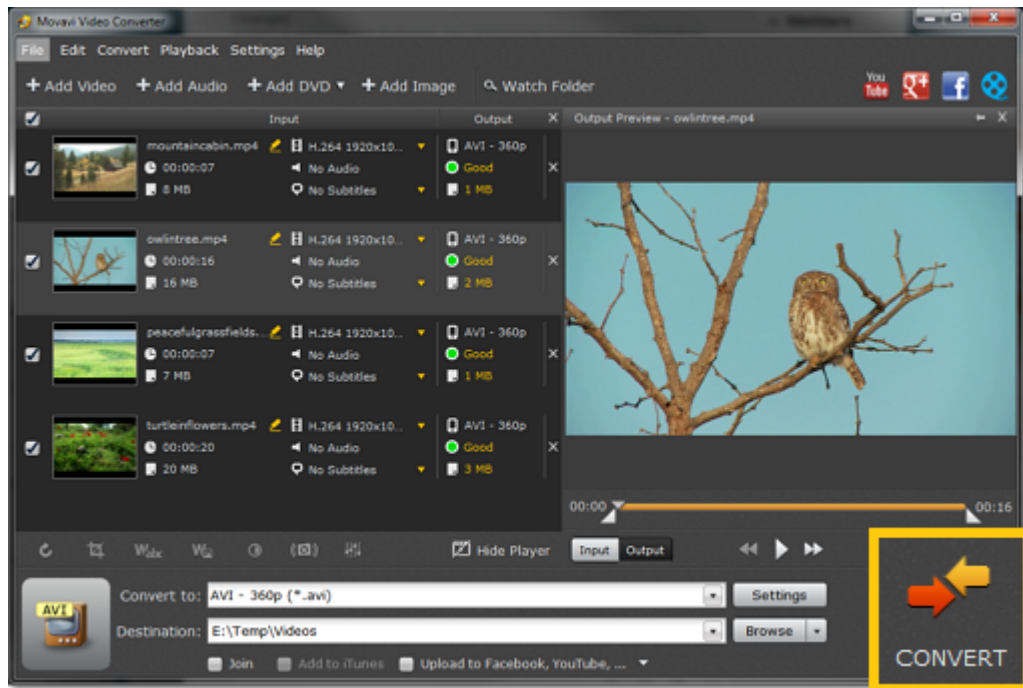 Movavi Video Converter
File Edit Convert Playback Settings Help
+ Add Video + Add Audio + Add DVD + Add Image Watch Folder
You Tube g+ f
Input Output X Output Preview - owlintree.mp4 X
mountaincabin.mp4 H.264 1920x10... AVI - 360p
00:00:07 No Audio Good
8 MB No Subtitles 1 MB
owlintree.mp4 H.264 1920x10... AVI - 360p
00:00:16 No Audio Good
16 MB No Subtitles 2 MB
peacefulgrassfields... H.264 1920x10... AVI - 360p
00:00:07 No Audio Good
7 MB No Subtitles 1 MB
turtleinflowers.mp4 H.264 1920x10... AVI - 360p
00:00:20 No Audio Good
20 MB No Subtitles 3 MB
00:00 00:16
Hide Player Input Output
AVI
Convert to: AVI - 360p (*.avi) Settings
Destination: E:\Temp\Videos Browse
Join Add to iTunes Upload to Facebook, YouTube, ...
CONVERT